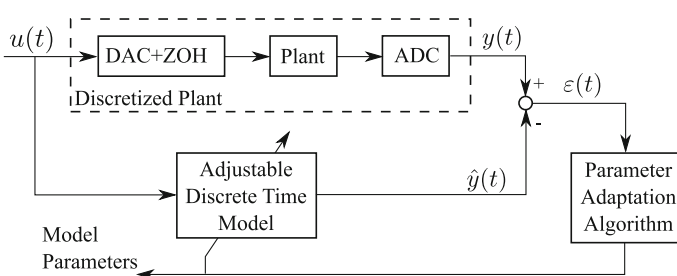 u(t)
DAC+ZOH
Plant
ADC
y(t)
Discretized Plant
+
ε(t)
-
Adjustable
Discrete Time
Model
ŷ(t)
Parameter
Adaptation
Algorithm
Model
Parameters